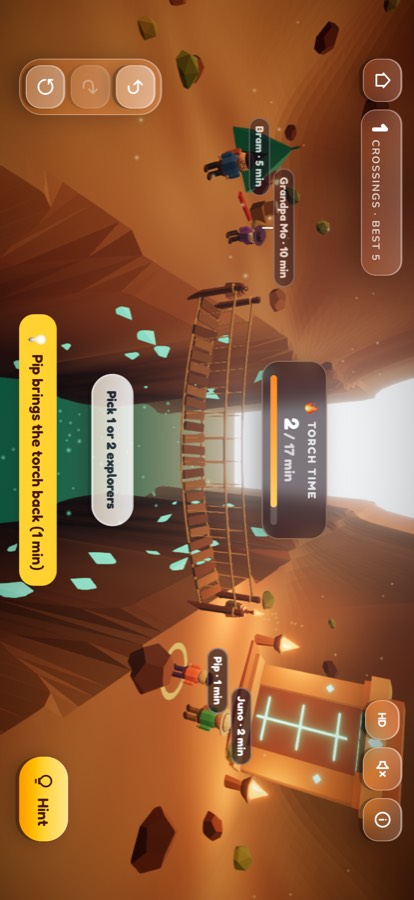 1 CROSSINGS · BEST 5
HD
🔥 TORCH TIME
2 / 17 min
Grandpa Mo · 10 min
Bram · 5 min
Juno · 2 min
Pip · 1 min
Pick 1 or 2 explorers
💡 Pip brings the torch back (1 min)
Hint